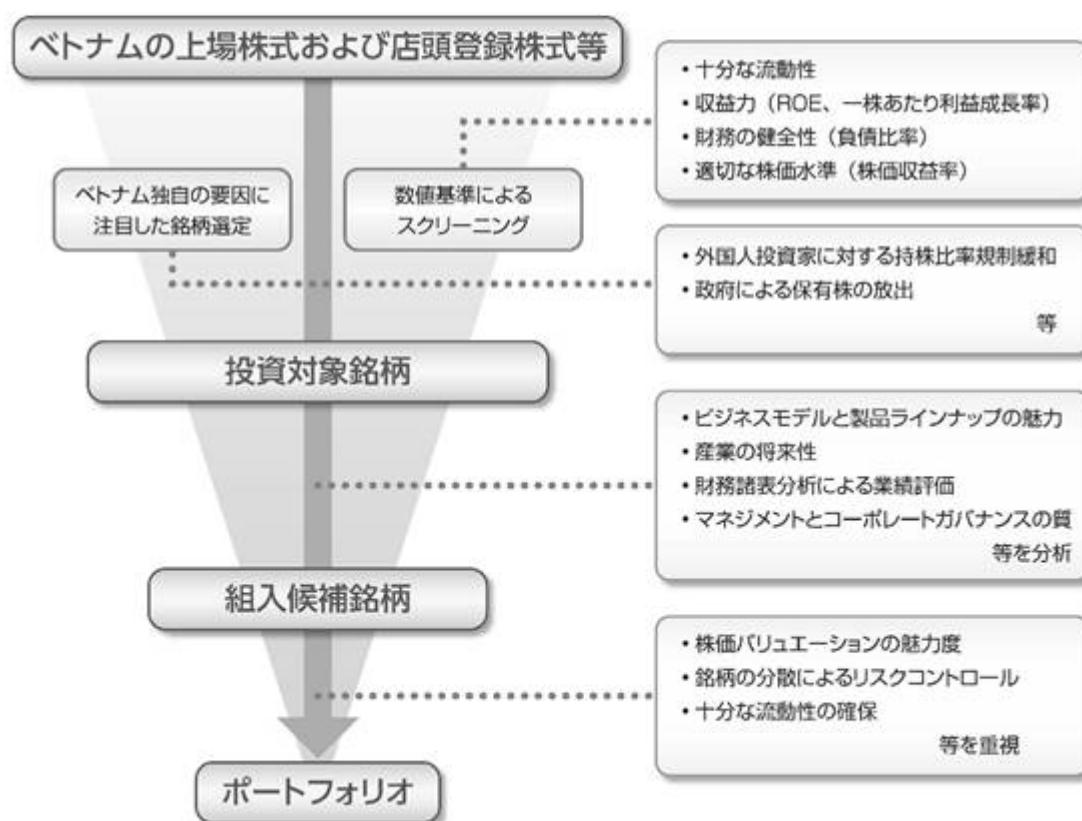 ベトナムの上場株式および店頭登録株式等
・十分な流動性
・収益力（ROE、一株あたり利益成長率）
・財務の健全性（負債比率）
・適切な株価水準（株価収益率）
ベトナム独自の要因に
注目した銘柄選定
数値基準による
スクリーニング
・外国人投資家に対する持株比率規制緩和
・政府による保有株の放出
等
投資対象銘柄
・ビジネスモデルと製品ラインナップの魅力
・産業の将来性
・財務諸表分析による業績評価
・マネジメントとコーポレートガバナンスの質
等を分析
組入候補銘柄
・株価バリュエーションの魅力度
・銘柄の分散によるリスクコントロール
・十分な流動性の確保
等を重視
ポートフォリオ